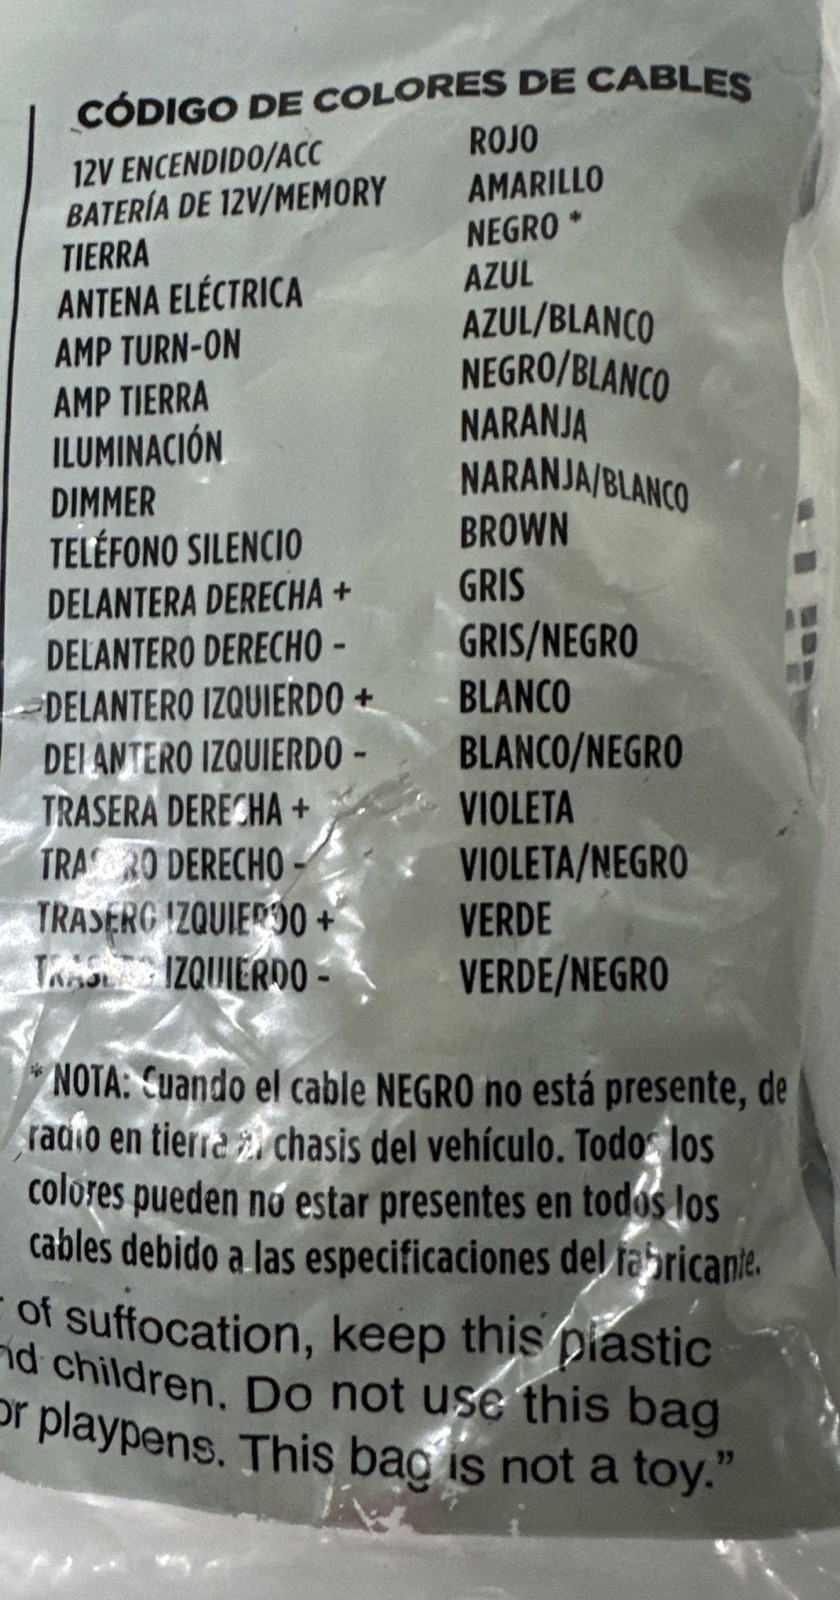 CÓDIGO DE COLORES DE CABLES
12V ENCENDIDO/ACC ROJO
BATERÍA DE 12V/MEMORY AMARILLO
TIERRA NEGRO *
ANTENA ELÉCTRICA AZUL
AMP TURN-ON AZUL/BLANCO
AMP TIERRA NEGRO/BLANCO
ILUMINACIÓN NARANJA
DIMMER NARANJA/BLANCO
TELÉFONO SILENCIO BROWN
DELANTERA DERECHA + GRIS
DELANTERO DERECHO - GRIS/NEGRO
DELANTERO IZQUIERDO + BLANCO
DELANTERO IZQUIERDO - BLANCO/NEGRO
TRASERA DERECHA + VIOLETA
TRASERO DERECHO - VIOLETA/NEGRO
TRASERO IZQUIERDO + VERDE
TRASERO IZQUIERDO - VERDE/NEGRO
* NOTA: Cuando el cable NEGRO no está presente, de
radio en tierra al chasis del vehículo. Todos los
colores pueden no estar presentes en todos los
cables debido a las especificaciones del fabricante.
of suffocation, keep this plastic
children. Do not use this bag
or playpens. This bag is not a toy.”